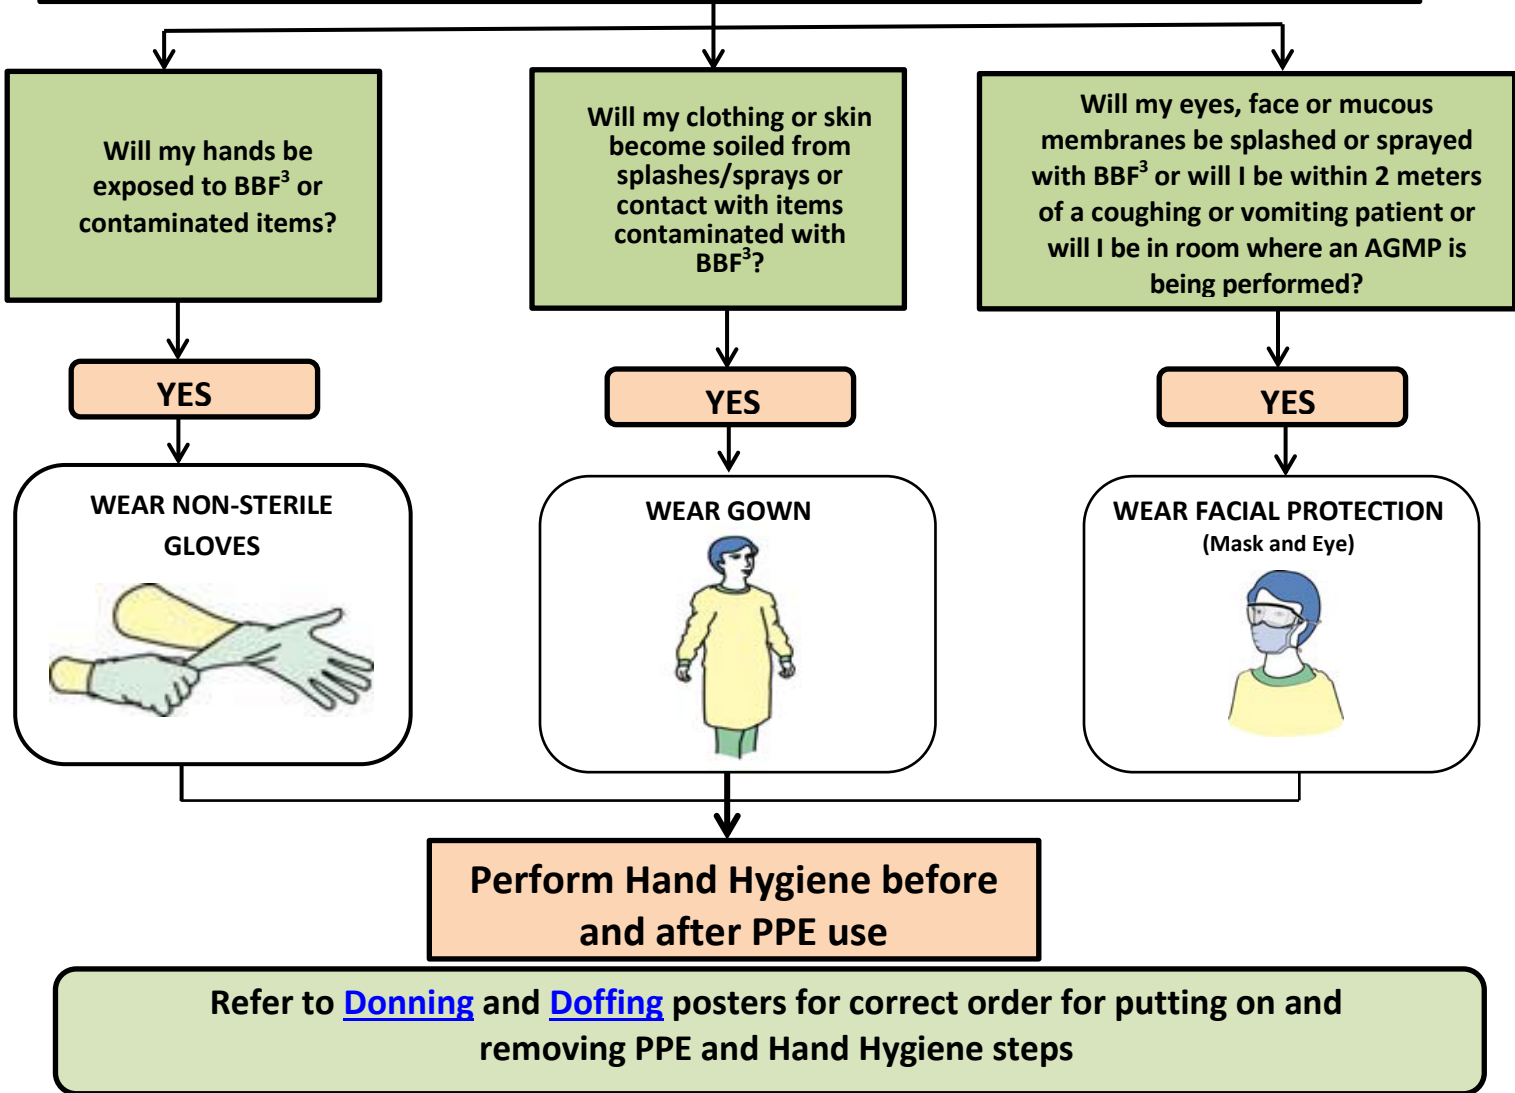 Will my hands be
exposed to BBF³ or
contaminated items?
Will my clothing or skin
become soiled from
splashes/sprays or
contact with items
contaminated with
BBF³?
Will my eyes, face or mucous
membranes be splashed or sprayed
with BBF³ or will I be within 2 meters
of a coughing or vomiting patient or
will I be in room where an AGMP is
being performed?
YES
YES
YES
WEAR NON-STERILE
GLOVES
WEAR GOWN
WEAR FACIAL PROTECTION
(Mask and Eye)
Perform Hand Hygiene before
and after PPE use
Refer to Donning and Doffing posters for correct order for putting on and
removing PPE and Hand Hygiene steps